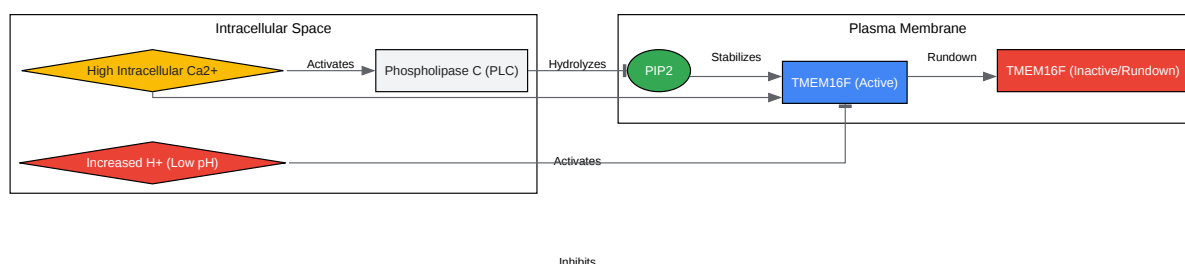 Intracellular Space
Plasma Membrane
High Intracellular Ca2+
Activates
Phospholipase C (PLC)
Hydrolyzes
PIP2
Stabilizes
TMEM16F (Active)
Rundown
TMEM16F (Inactive/Rundown)
Increased H+ (Low pH)
Activates
Inhibits